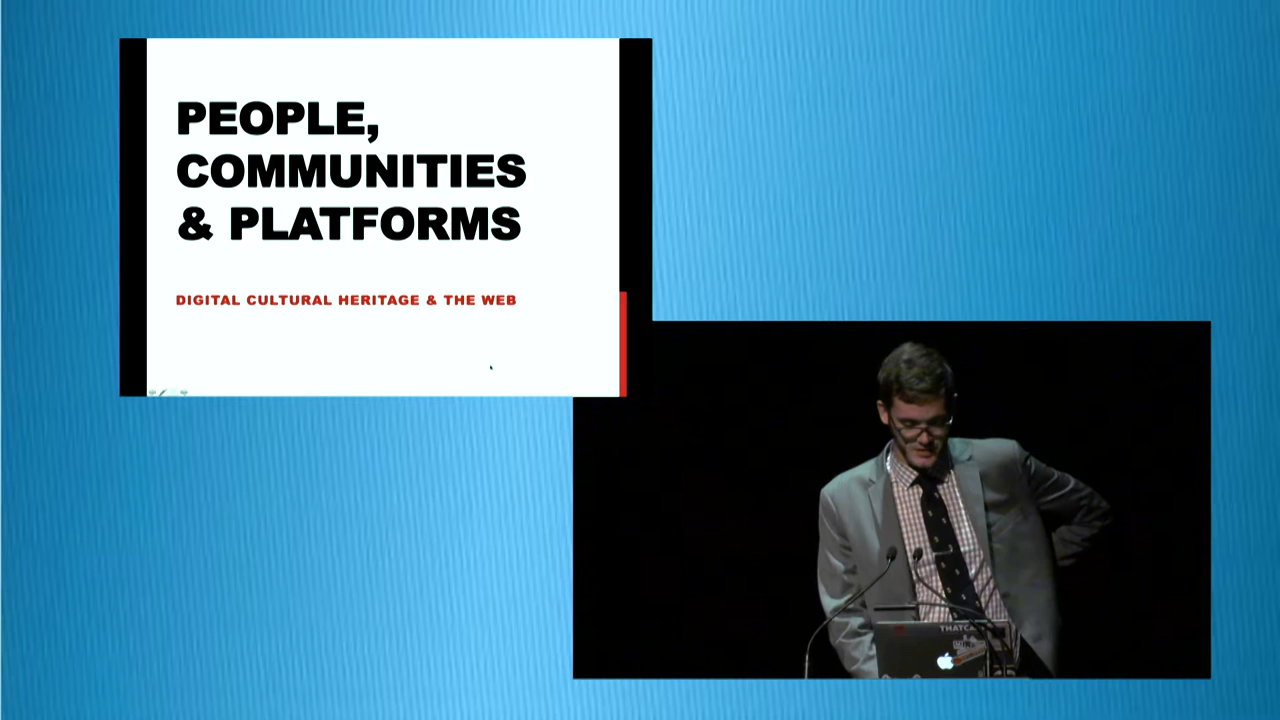 PEOPLE,
COMMUNITIES
& PLATFORMS
DIGITAL CULTURAL HERITAGE & THE WEB